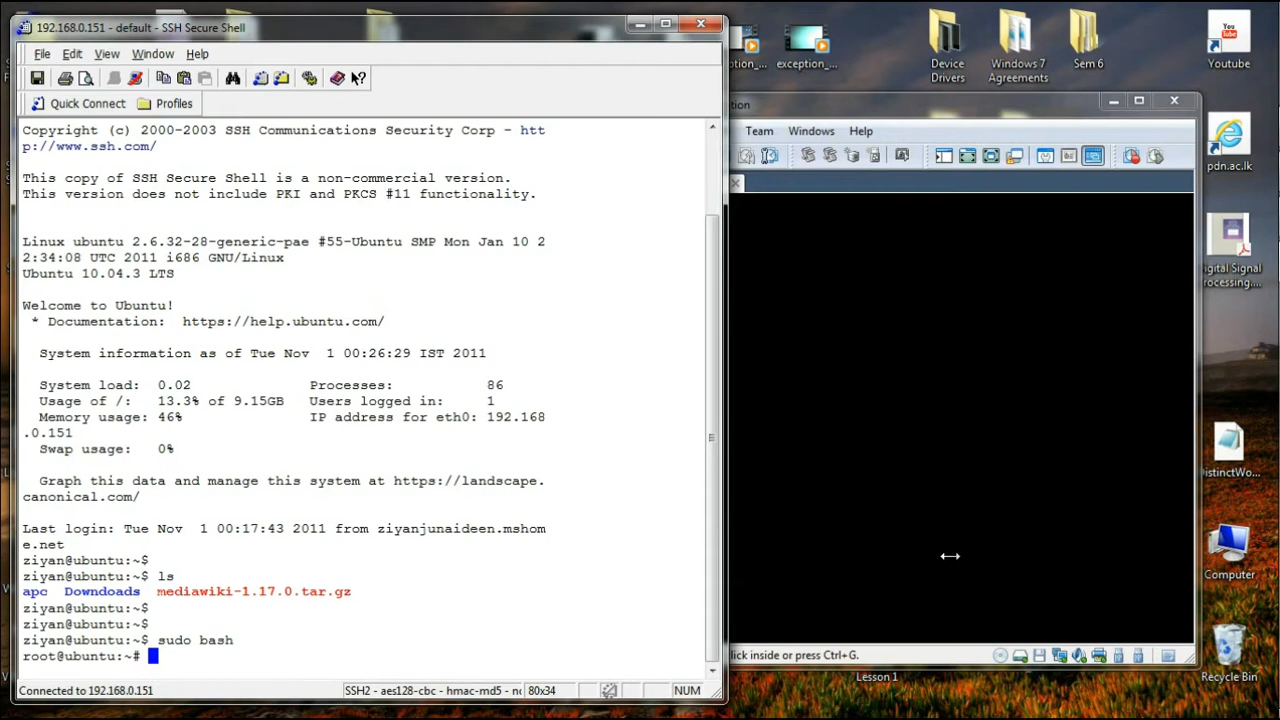 192.168.0.151 - default - SSH Secure Shell
File Edit View Window Help
Quick Connect Profiles
Copyright (c) 2000-2003 SSH Communications Security Corp - htt
p://www.ssh.com/
This copy of SSH Secure Shell is a non-commercial version.
This version does not include PKI and PKCS #11 functionality.
Linux ubuntu 2.6.32-28-generic-pae #55-Ubuntu SMP Mon Jan 10 2
2:34:08 UTC 2011 i686 GNU/Linux
Ubuntu 10.04.3 LTS
Welcome to Ubuntu!
* Documentation: https://help.ubuntu.com/
System information as of Tue Nov 1 00:26:29 IST 2011
System load: 0.02 Processes: 86
Usage of /: 13.3% of 9.15GB Users logged in: 1
Memory usage: 46% IP address for eth0: 192.168
.0.151
Swap usage: 0%
Graph this data and manage this system at https://landscape.
canonical.com/
Last login: Tue Nov 1 00:17:43 2011 from ziyanjunaideen.mshom
e.net
ziyan@ubuntu:~$
ziyan@ubuntu:~$ ls
apc Downdoads mediawiki-1.17.0.tar.gz
ziyan@ubuntu:~$
ziyan@ubuntu:~$
ziyan@ubuntu:~$ sudo bash
root@ubuntu:~#
Connected to 192.168.0.151 SSH2 - aes128-cbc - hmac-md5 - n 80x34 NUM
exception_...
Device
Drivers
Windows 7
Agreements
Sem 6
You
Tube
Youtube
Team Windows Help
pdn.ac.lk
igital Signal
rocessing....
istinctWo...
Computer
Recycle Bin
lick inside or press Ctrl+G.
Lesson 1